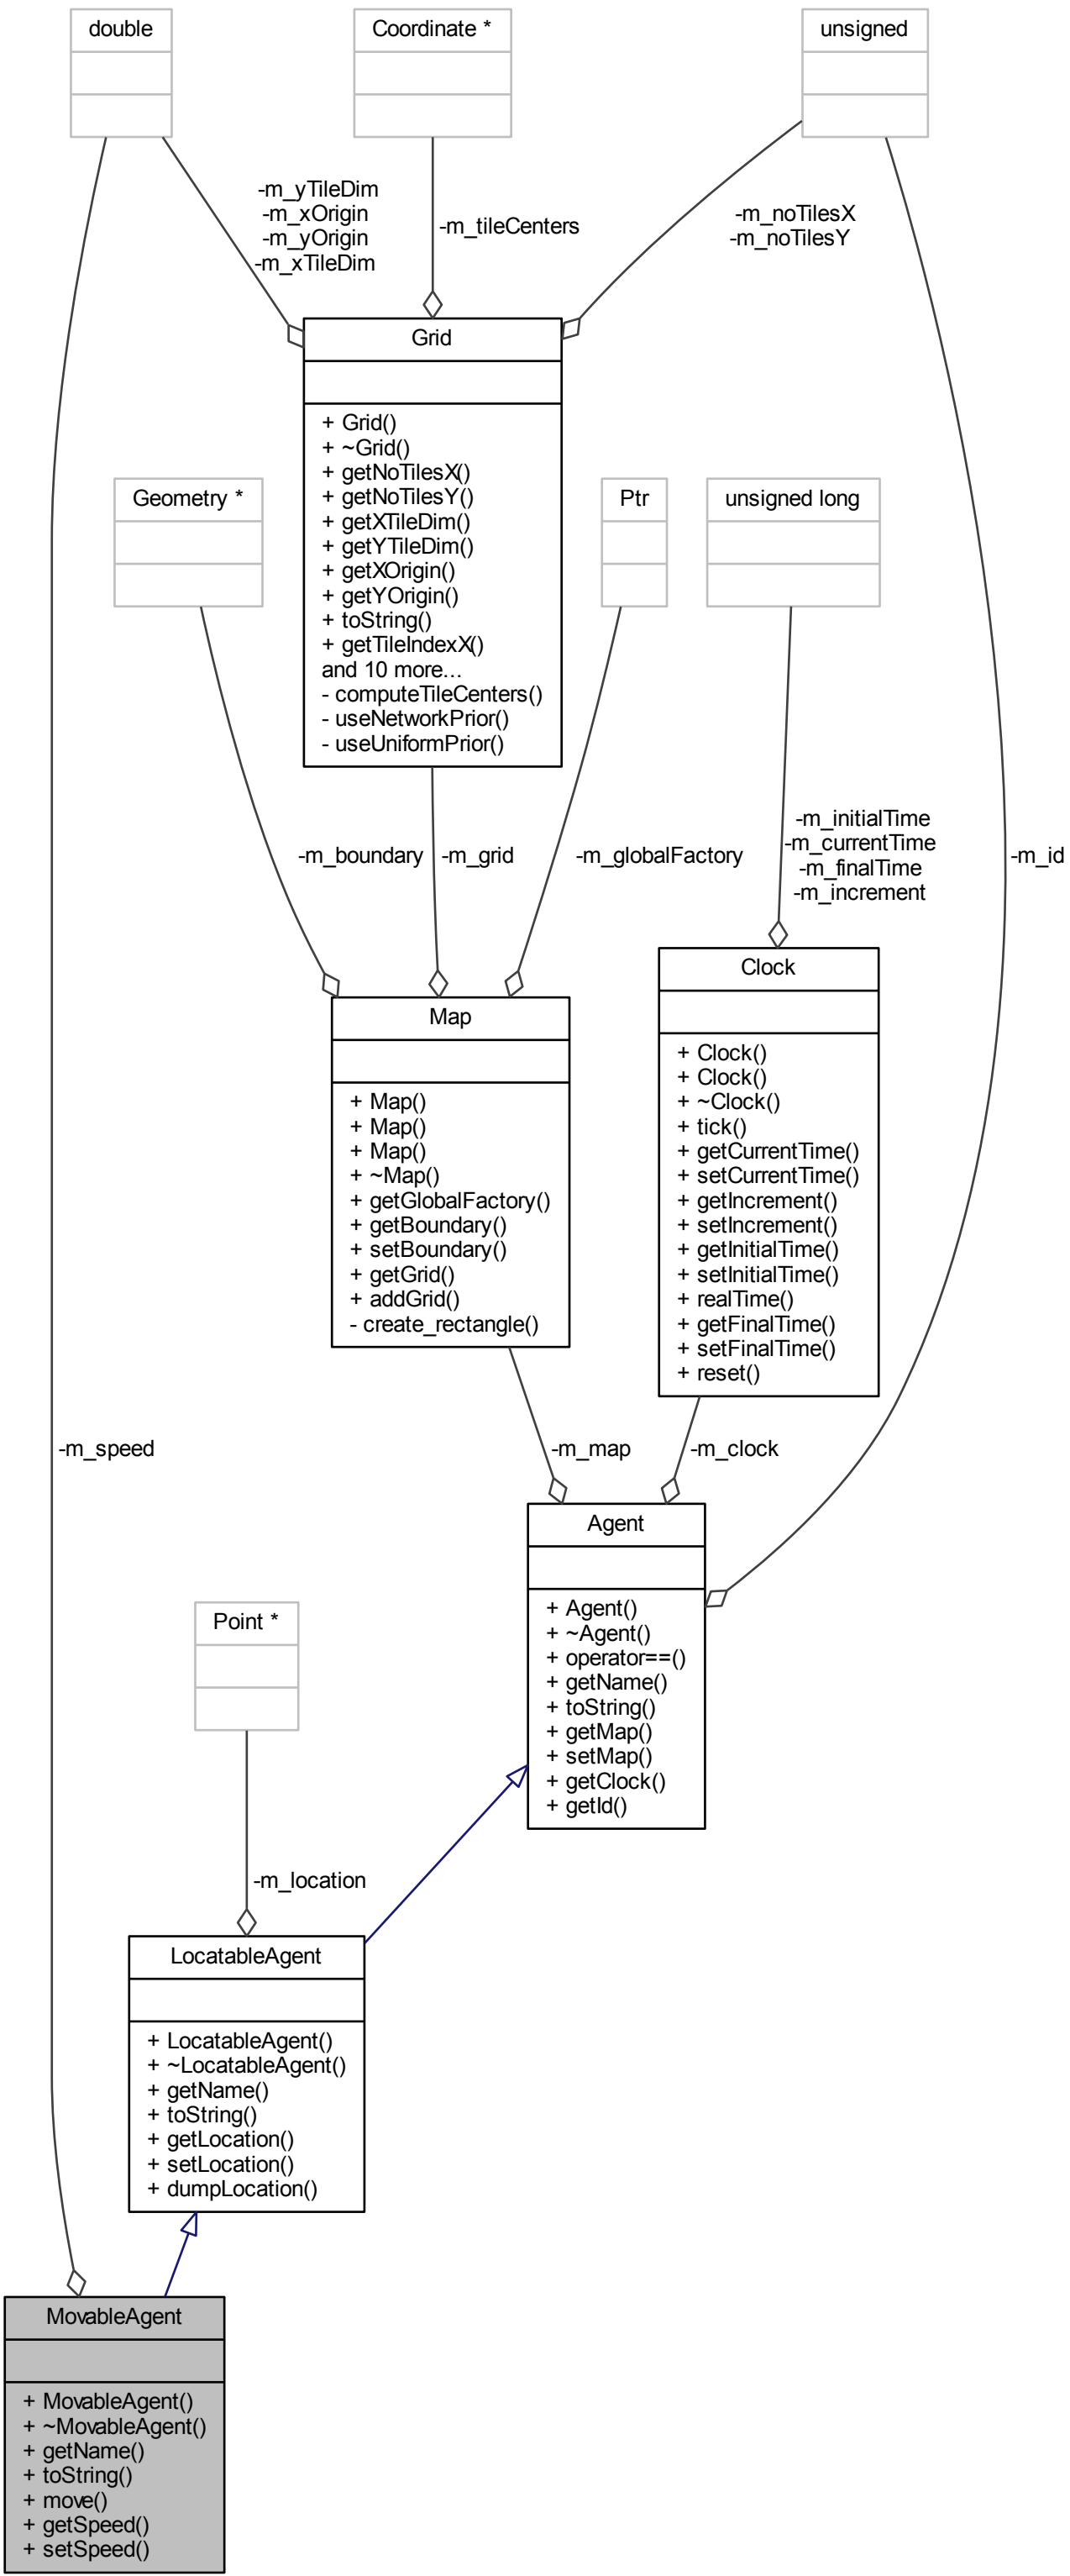 double
Coordinate *
unsigned
-m_yTileDim
-m_xOrigin
-m_yOrigin
-m_xTileDim
-m_tileCenters
-m_noTilesX
-m_noTilesY
Grid
+ Grid()
+ ~Grid()
+ getNoTilesX()
+ getNoTilesY()
+ getXTileDim()
+ getYTileDim()
+ getXOrigin()
+ getYOrigin()
+ toString()
+ getTileIndexX()
and 10 more...
- computeTileCenters()
- useNetworkPrior()
- useUniformPrior()
Geometry *
Ptr
unsigned long
-m_boundary
-m_grid
-m_globalFactory
-m_initialTime
-m_currentTime
-m_finalTime
-m_increment
-m_id
Map
+ Map()
+ Map()
+ Map()
+ ~Map()
+ getGlobalFactory()
+ getBoundary()
+ setBoundary()
+ getGrid()
+ addGrid()
- create_rectangle()
Clock
+ Clock()
+ Clock()
+ ~Clock()
+ tick()
+ getCurrentTime()
+ setCurrentTime()
+ getIncrement()
+ setIncrement()
+ getInitialTime()
+ setInitialTime()
+ realTime()
+ getFinalTime()
+ setFinalTime()
+ reset()
-m_speed
-m_map
-m_clock
Agent
+ Agent()
+ ~Agent()
+ operator==()
+ getName()
+ toString()
+ getMap()
+ setMap()
+ getClock()
+ getId()
Point *
-m_location
LocatableAgent
+ LocatableAgent()
+ ~LocatableAgent()
+ getName()
+ toString()
+ getLocation()
+ setLocation()
+ dumpLocation()
MovableAgent
+ MovableAgent()
+ ~MovableAgent()
+ getName()
+ toString()
+ move()
+ getSpeed()
+ setSpeed()